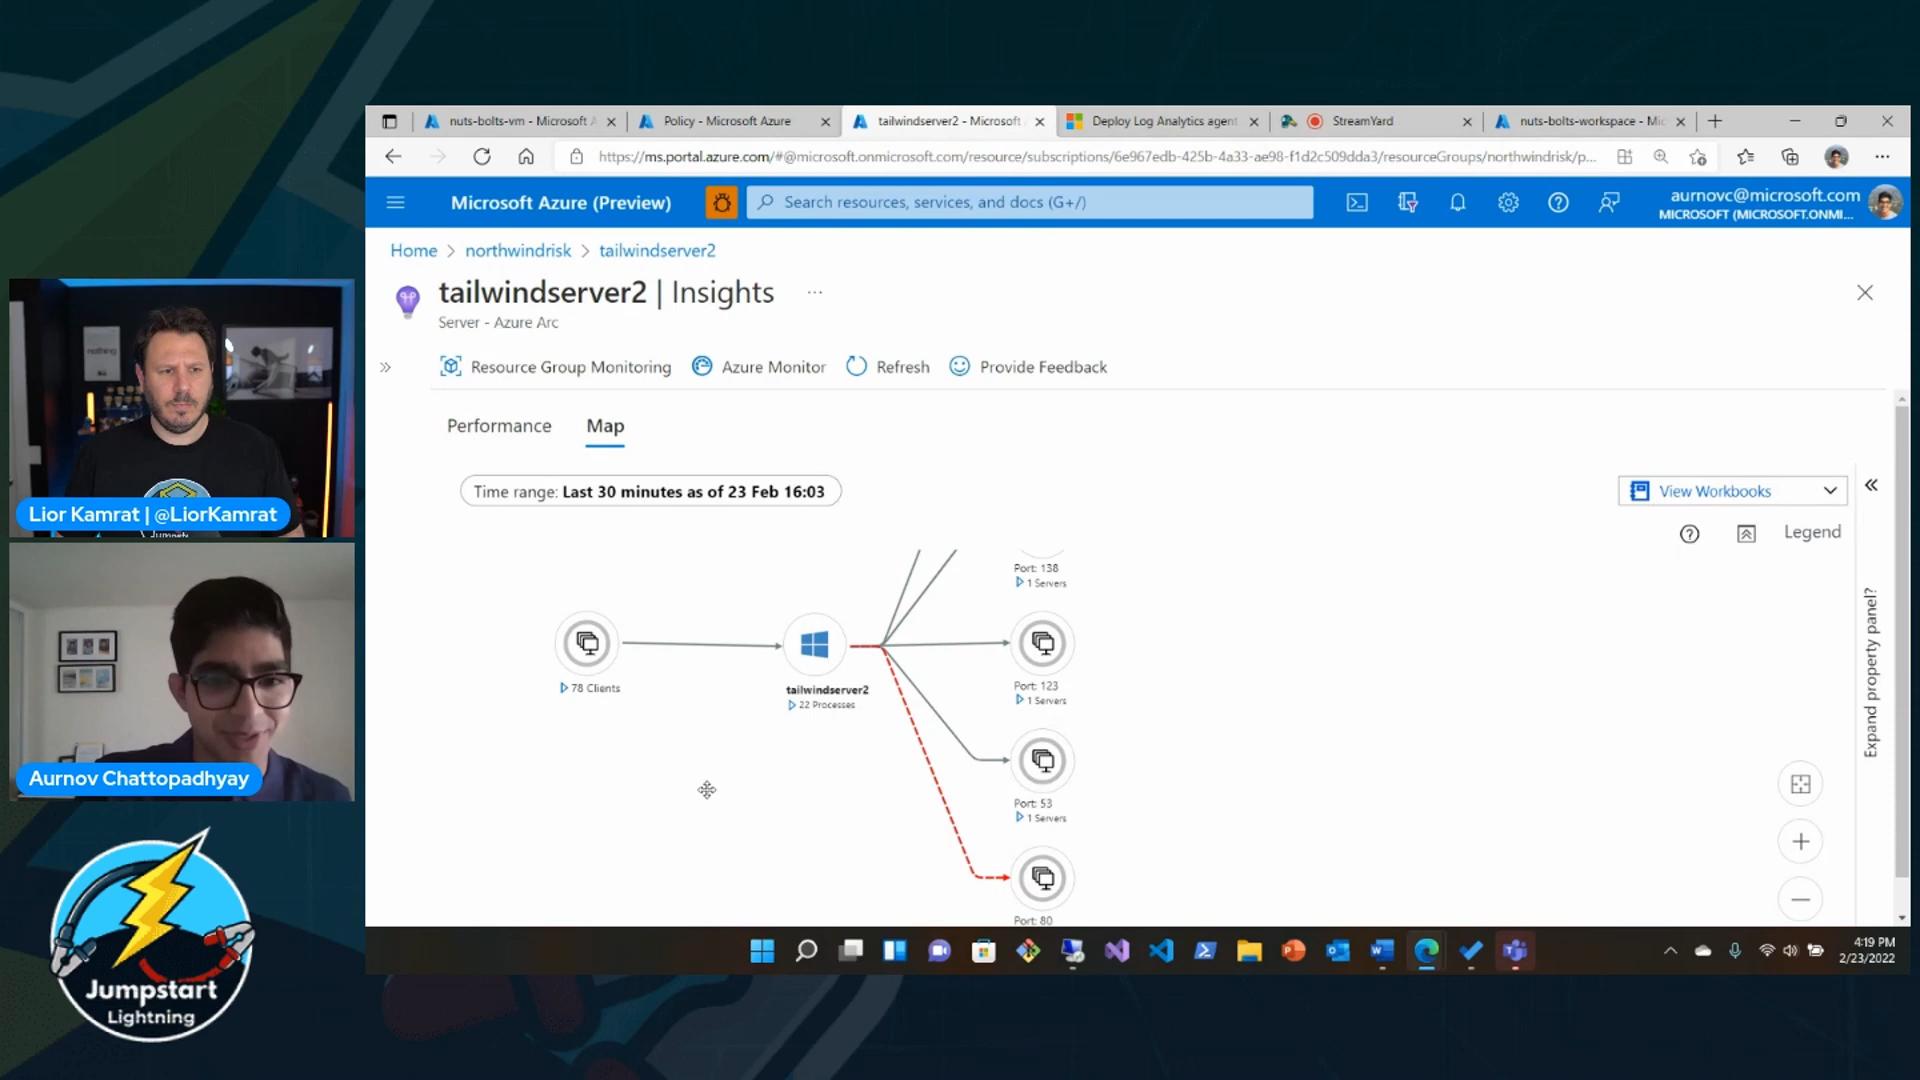 nuts-bolts-vm - Microsoft A
Policy - Microsoft Azure
tailwindserver2 - Microsoft
Deploy Log Analytics agent
StreamYard
nuts-bolts-workspace - Mic
https://ms.portal.azure.com/#@microsoft.onmicrosoft.com/resource/subscriptions/6e967edb-425b-4a33-ae98-f1d2c509dda3/resourceGroups/northwindrisk/p...
Microsoft Azure (Preview)
Search resources, services, and docs (G+/)
aurnovc@microsoft.com
MICROSOFT (MICROSOFT.ONMI...
Home > northwindrisk > tailwindserver2
tailwindserver2 | Insights ...
Server - Azure Arc
Resource Group Monitoring
Azure Monitor
Refresh
Provide Feedback
Performance
Map
Time range: Last 30 minutes as of 23 Feb 16:03
View Workbooks
Legend
Expand property panel?
Port: 138
1 Servers
78 Clients
tailwindserver2
22 Processes
Port: 123
1 Servers
Port: 53
1 Servers
Port: 80
nothing
Lior Kamrat | @LiorKamrat
Aurnov Chattopadhyay
Jumpstart
Lightning
4:19 PM
2/23/2022